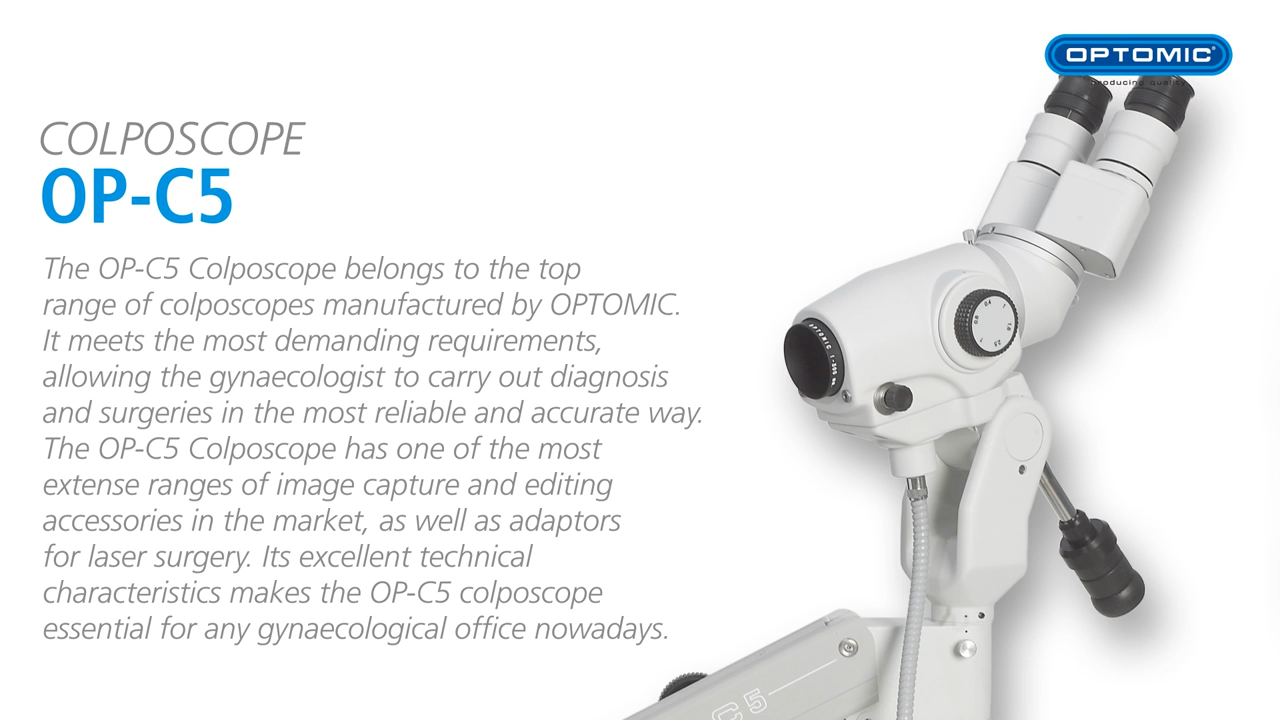 OPTOMIC®
producing quality
COLPOSCOPE
OP-C5
The OP-C5 Colposcope belongs to the top
range of colposcopes manufactured by OPTOMIC.
It meets the most demanding requirements,
allowing the gynaecologist to carry out diagnosis
and surgeries in the most reliable and accurate way.
The OP-C5 Colposcope has one of the most
extense ranges of image capture and editing
accessories in the market, as well as adaptors
for laser surgery. Its excellent technical
characteristics makes the OP-C5 colposcope
essential for any gynaecological office nowadays.
OPTOMIC
C5